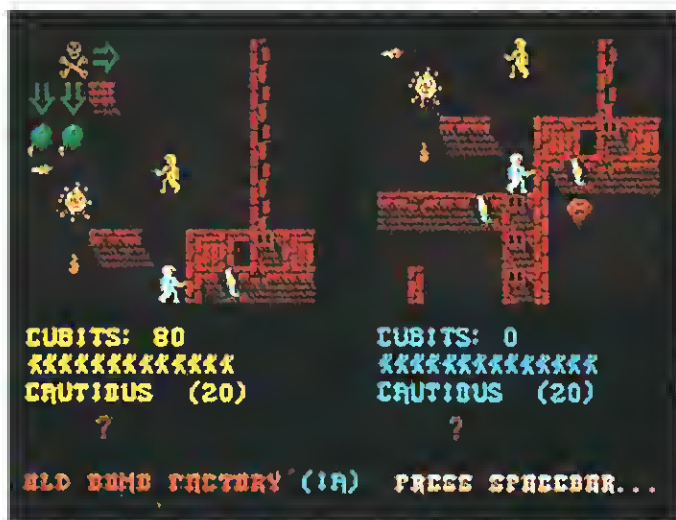 CUBITS: 80
CUBITS: 0
CAUTIOUS (20)
CAUTIOUS (20)
?
?
OLD BOMB FACTORY (1A)
PRESS SPACEBAR...